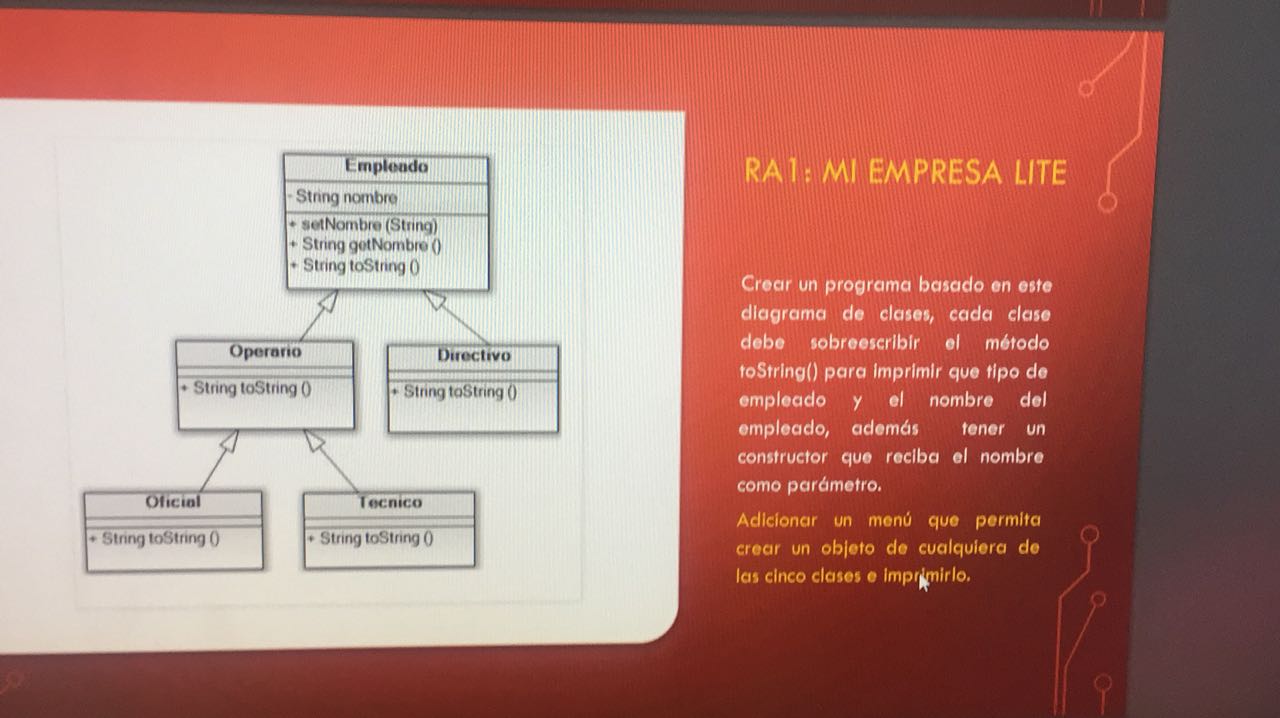 Empleado
- String nombre
+ setNombre (String)
+ String getNombre ()
+ String toString ()
Operario
+ String toString ()
Directivo
+ String toString ()
Oficial
+ String toString ()
Tecnico
+ String toString ()
RA1: MI EMPRESA LITE
Crear un programa basado en este
diagrama de clases, cada clase
debe sobreescribir el método
toString() para imprimir que tipo de
empleado y el nombre del
empleado, además tener un
constructor que reciba el nombre
como parámetro.
Adicionar un menú que permita
crear un objeto de cualquiera de
las cinco clases e imprimirlo.